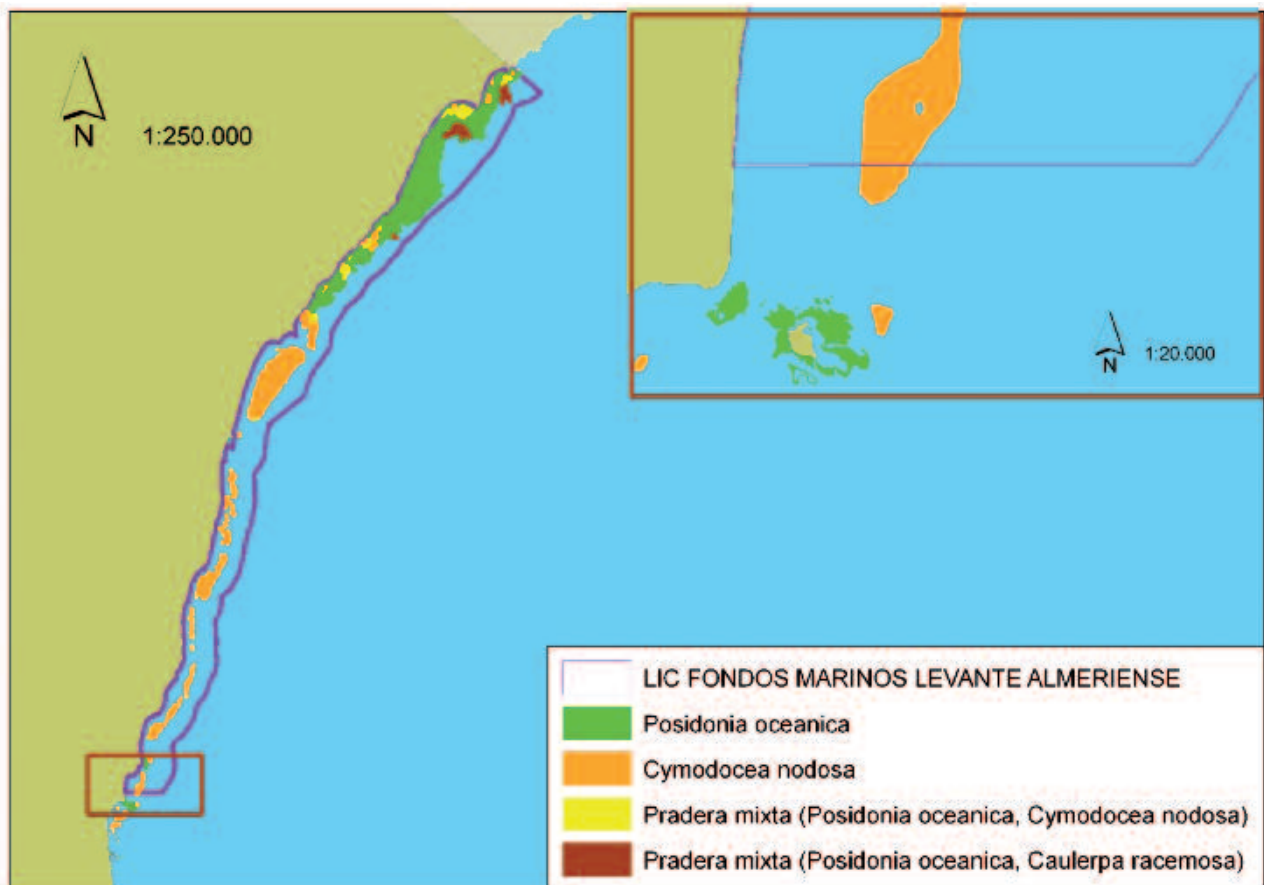 N
1:250.000
N
1:20.000
LIC FONDOS MARINOS LEVANTE ALMERIENSE
Posidonia oceanica
Cymodocea nodosa
Pradera mixta (Posidonia oceanica, Cymodocea nodosa)
Pradera mixta (Posidonia oceanica, Caulerpa racemosa)